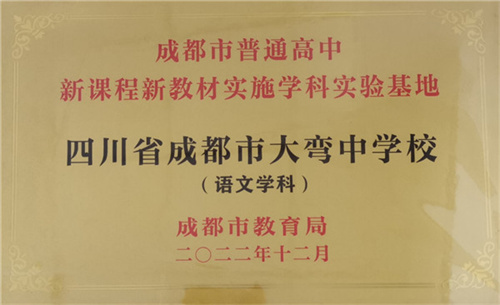 成都市普通高中
新课程新教材实施学科实验基地
四川省成都市大弯中学校
（语文学科）
成都市教育局
二〇二二年十二月